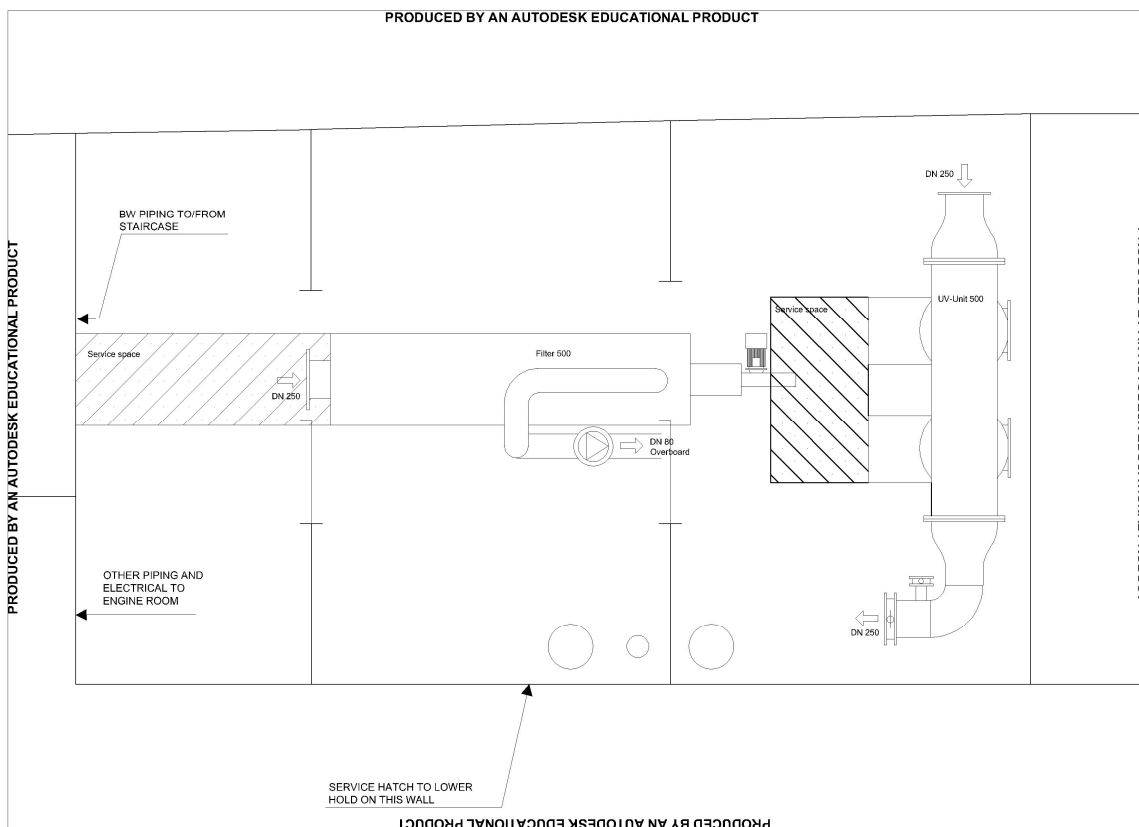 PRODUCED BY AN AUTODESK EDUCATIONAL PRODUCT
DN 250
BW PIPING TO/FROM
STAIRCASE
PRODUCED BY AN AUTODESK EDUCATIONAL PRODUCT
UV-Unit 500
Service space
Service space
Filter 500
DN 250
DN 80
Overboard
OTHER PIPING AND
ELECTRICAL TO
ENGINE ROOM
DN 250
SERVICE HATCH TO LOWER
HOLD ON THIS WALL
PRODUCED BY AN AUTODESK EDUCATIONAL PRODUCT